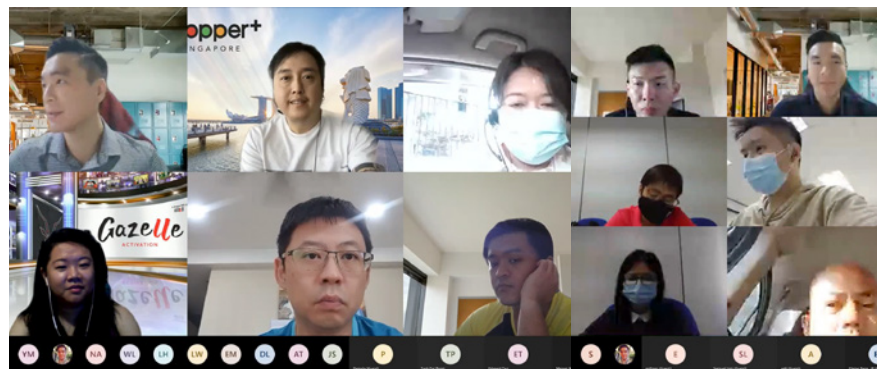 opper+
NGAPORE
Gazelle
ACTIVATION
YM
NA
WL
LH
LW
EM
DL
AT
JS
P
TP
ET
S
E
SL
A